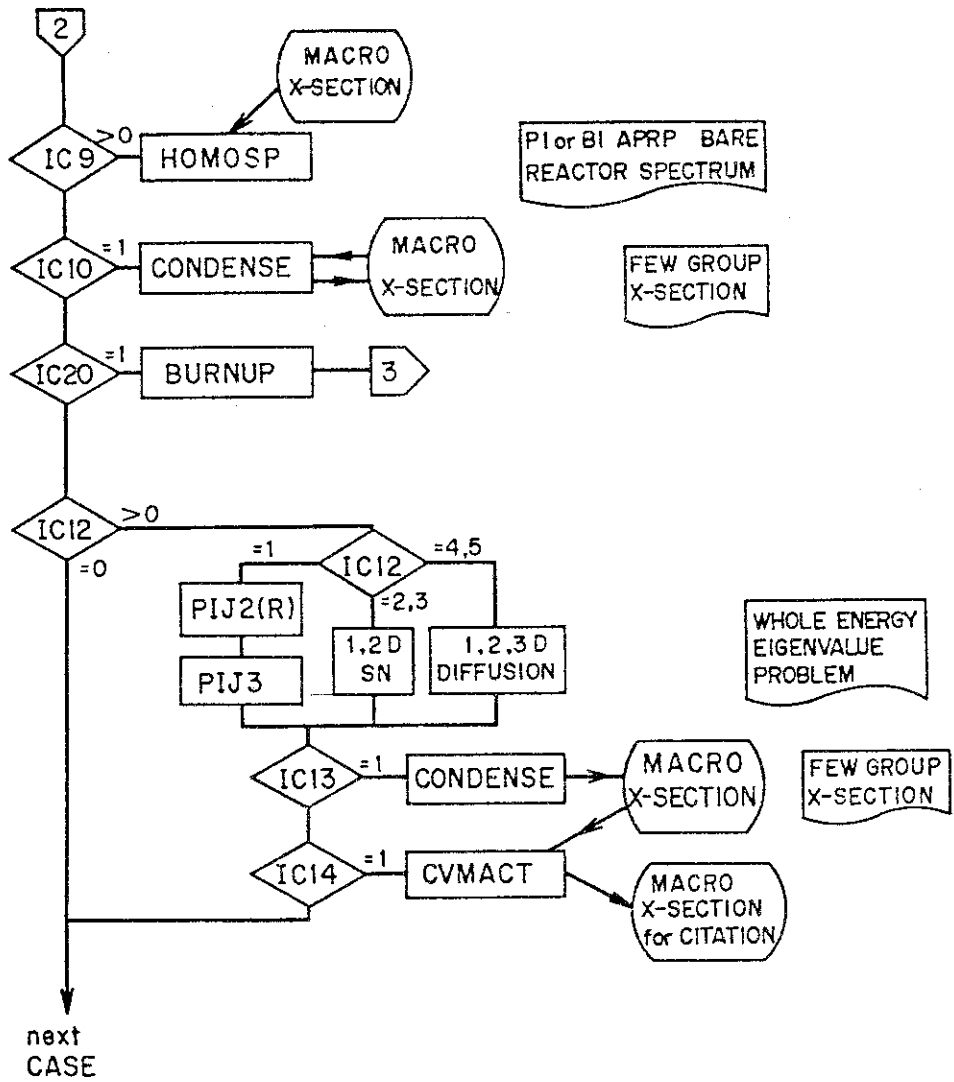 2
MACRO
X-SECTION
>0
IC9
HOMOSP
P1 or B1 APRP BARE
REACTOR SPECTRUM
=1
IC10
CONDENSE
MACRO
X-SECTION
FEW GROUP
X-SECTION
=1
IC20
BURNUP
3
IC12
>0
=0
=1
IC12
=4,5
=2,3
PIJ2(R)
PIJ3
1,2D
SN
1,2,3D
DIFFUSION
WHOLE ENERGY
EIGENVALUE
PROBLEM
IC13
=1
CONDENSE
MACRO
X-SECTION
FEW GROUP
X-SECTION
IC14
=1
CVMACT
MACRO
X-SECTION
for CITATION
next
CASE